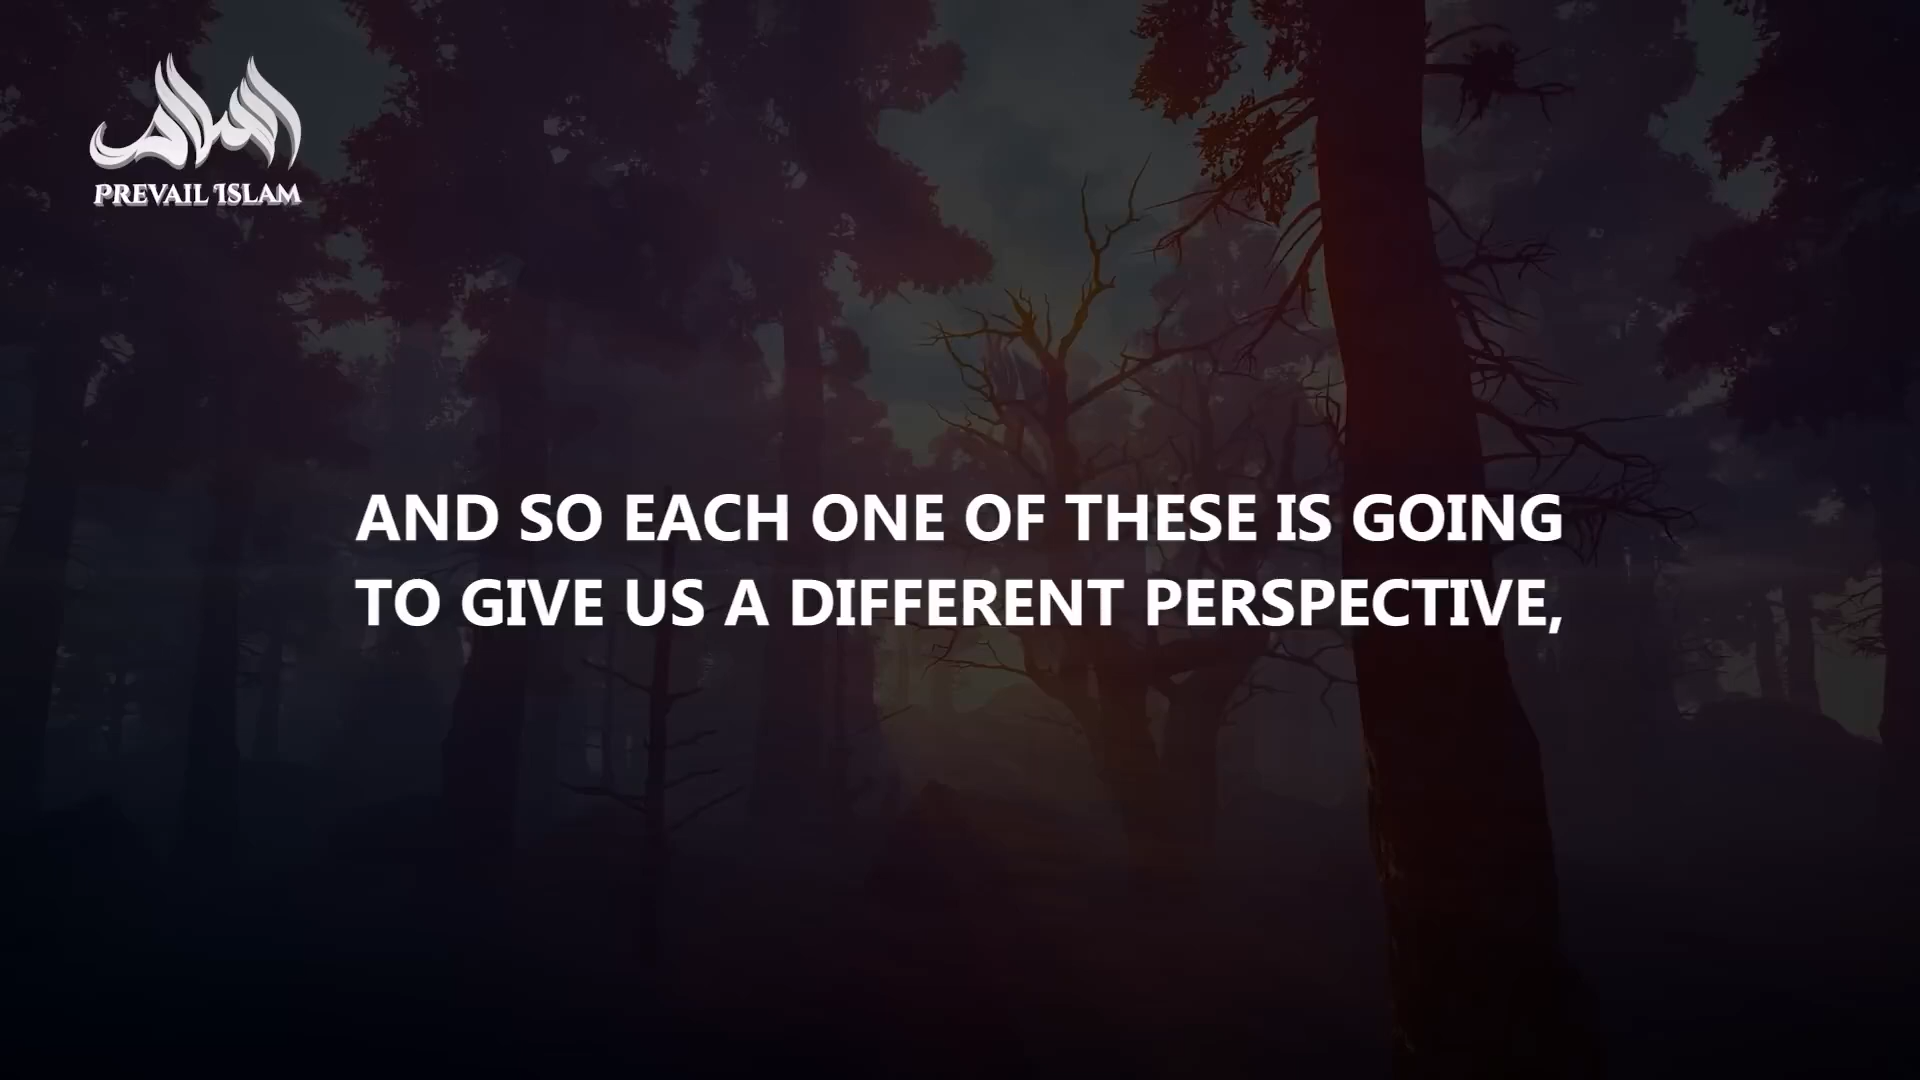 PREVAIL ISLAM
AND SO EACH ONE OF THESE IS GOING
TO GIVE US A DIFFERENT PERSPECTIVE,